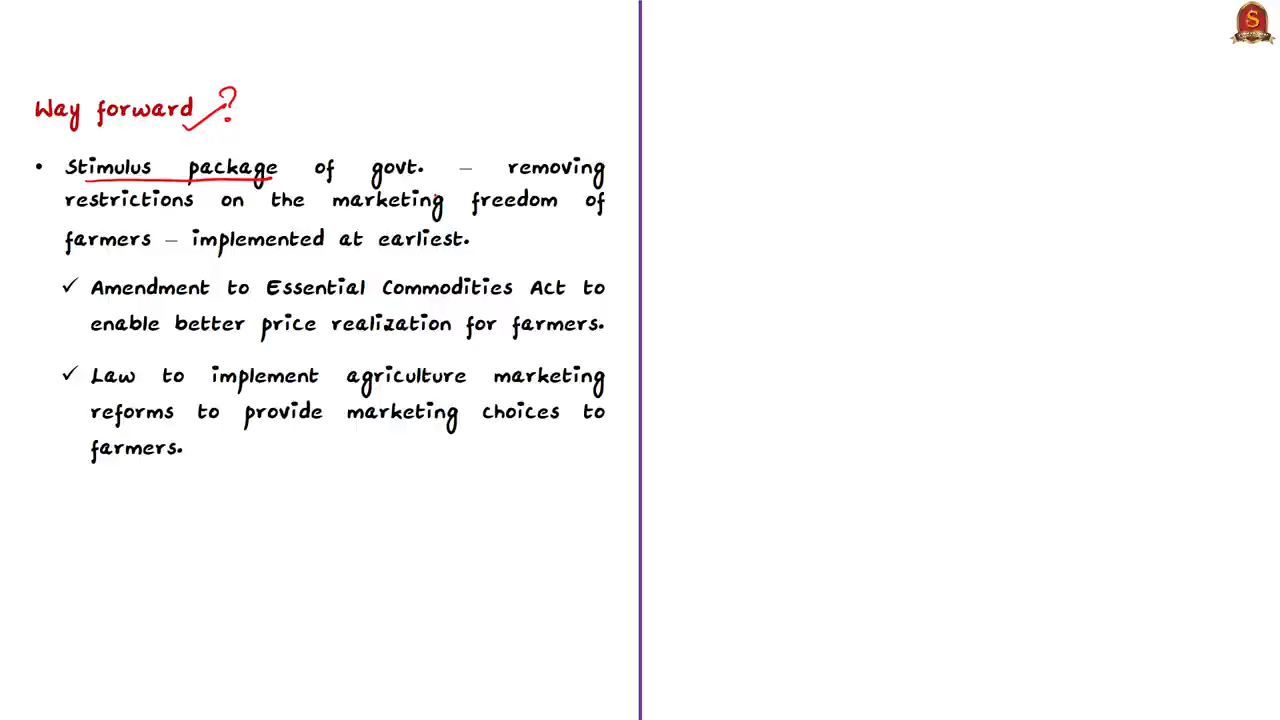 Way forward ?
• Stimulus package of govt. – removing
restrictions on the marketing freedom of
farmers – implemented at earliest.
✓ Amendment to Essential Commodities Act to
enable better price realization for farmers.
✓ Law to implement agriculture marketing
reforms to provide marketing choices to
farmers.
S